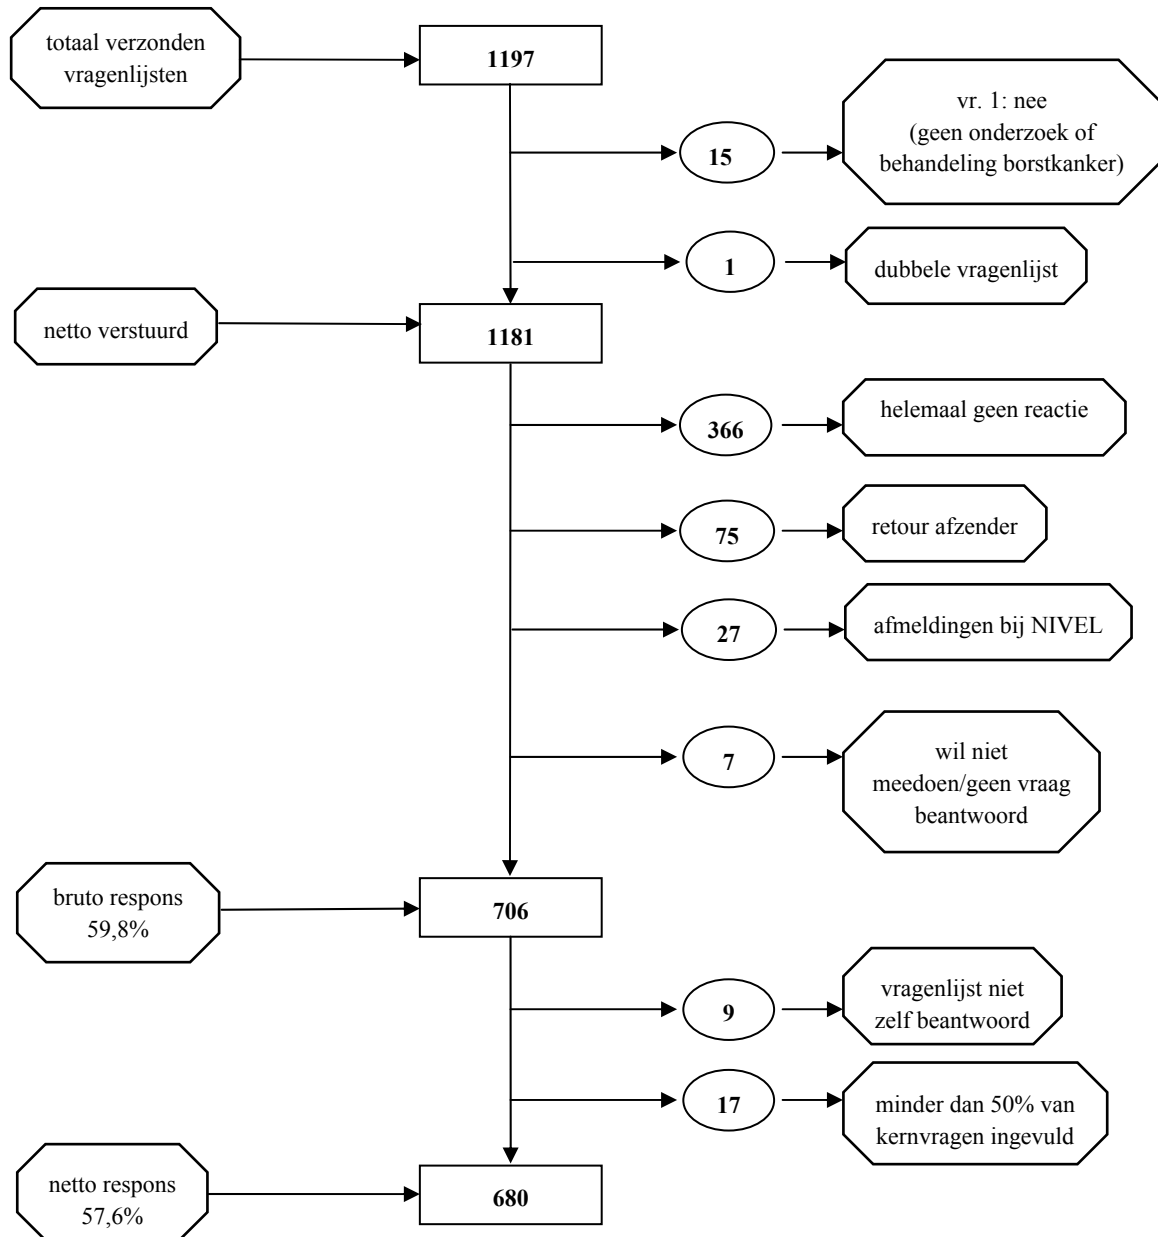 totaal verzonden
vragenlijsten
1197
15
vr. 1: nee
(geen onderzoek of
behandeling borstkanker)
1
dubbele vragenlijst
netto verstuurd
1181
366
helemaal geen reactie
75
retour afzender
27
afmeldingen bij NIVEL
7
wil niet
meedoen/geen vraag
beantwoord
bruto respons
59,8%
706
9
vragenlijst niet
zelf beantwoord
17
minder dan 50% van
kernvragen ingevuld
netto respons
57,6%
680